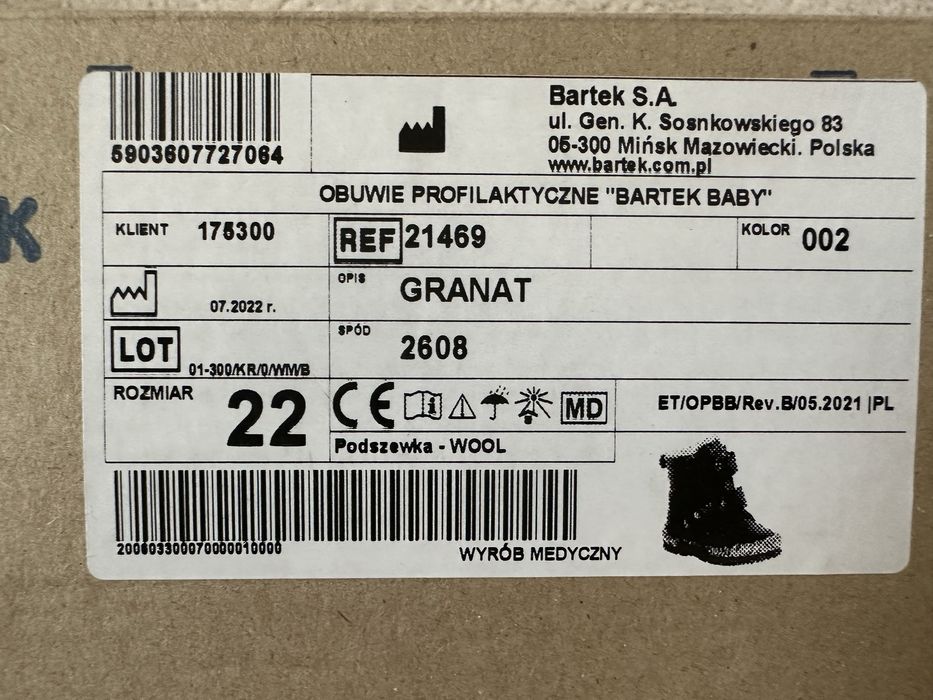 K
5903607727064
Bartek S.A.
ul. Gen. K. Sosnkowskiego 83
05-300 Mińsk Mazowiecki. Polska
www.bartek.com.pl
OBUWIE PROFILAKTYCZNE "BARTEK BABY"
KLIENT 175300
REF 21469
KOLOR 002
07.2022 r.
OPIS GRANAT
LOT 01-300/KR/0/WM/B
SPÓD 2608
ROZMIAR 22
CE MD
ET/OPBB/Rev.B/05.2021 |PL
Podszewka - WOOL
200603300070000010000
WYRÓB MEDYCZNY